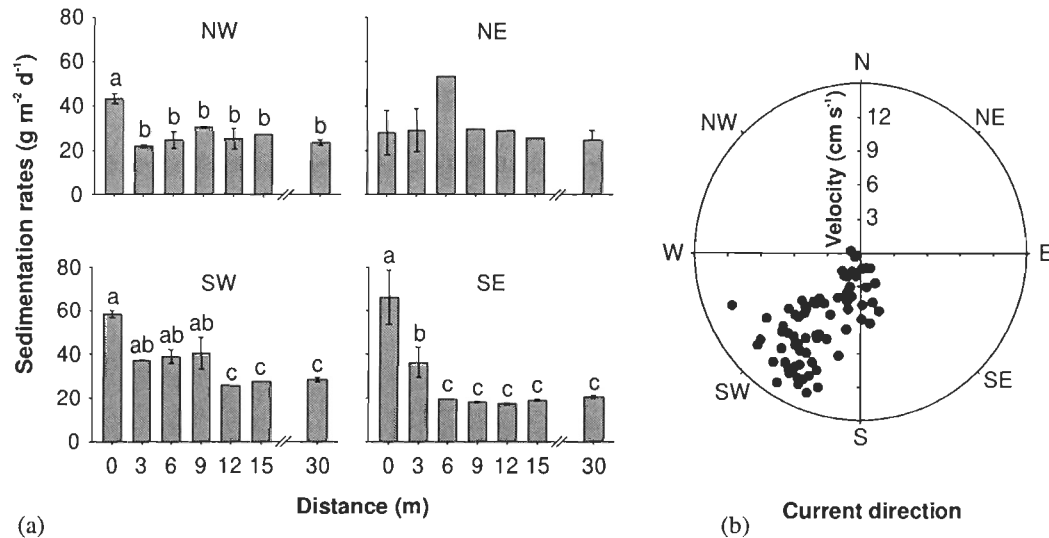 Sedimentation rates (g m⁻² d⁻¹)
80
60
40
20
0
NW
a
b
b
b
b
b
b
NE
80
60
40
20
0
SW
a
ab
ab
ab
c
c
c
0 3 6 9 12 15 30
SE
a
b
c
c
c
c
c
0 3 6 9 12 15 30
Distance (m)
(a)
N
NW
NE
Velocity (cm s⁻¹)
12
9
6
3
W
E
SW
SE
S
(b)
Current direction